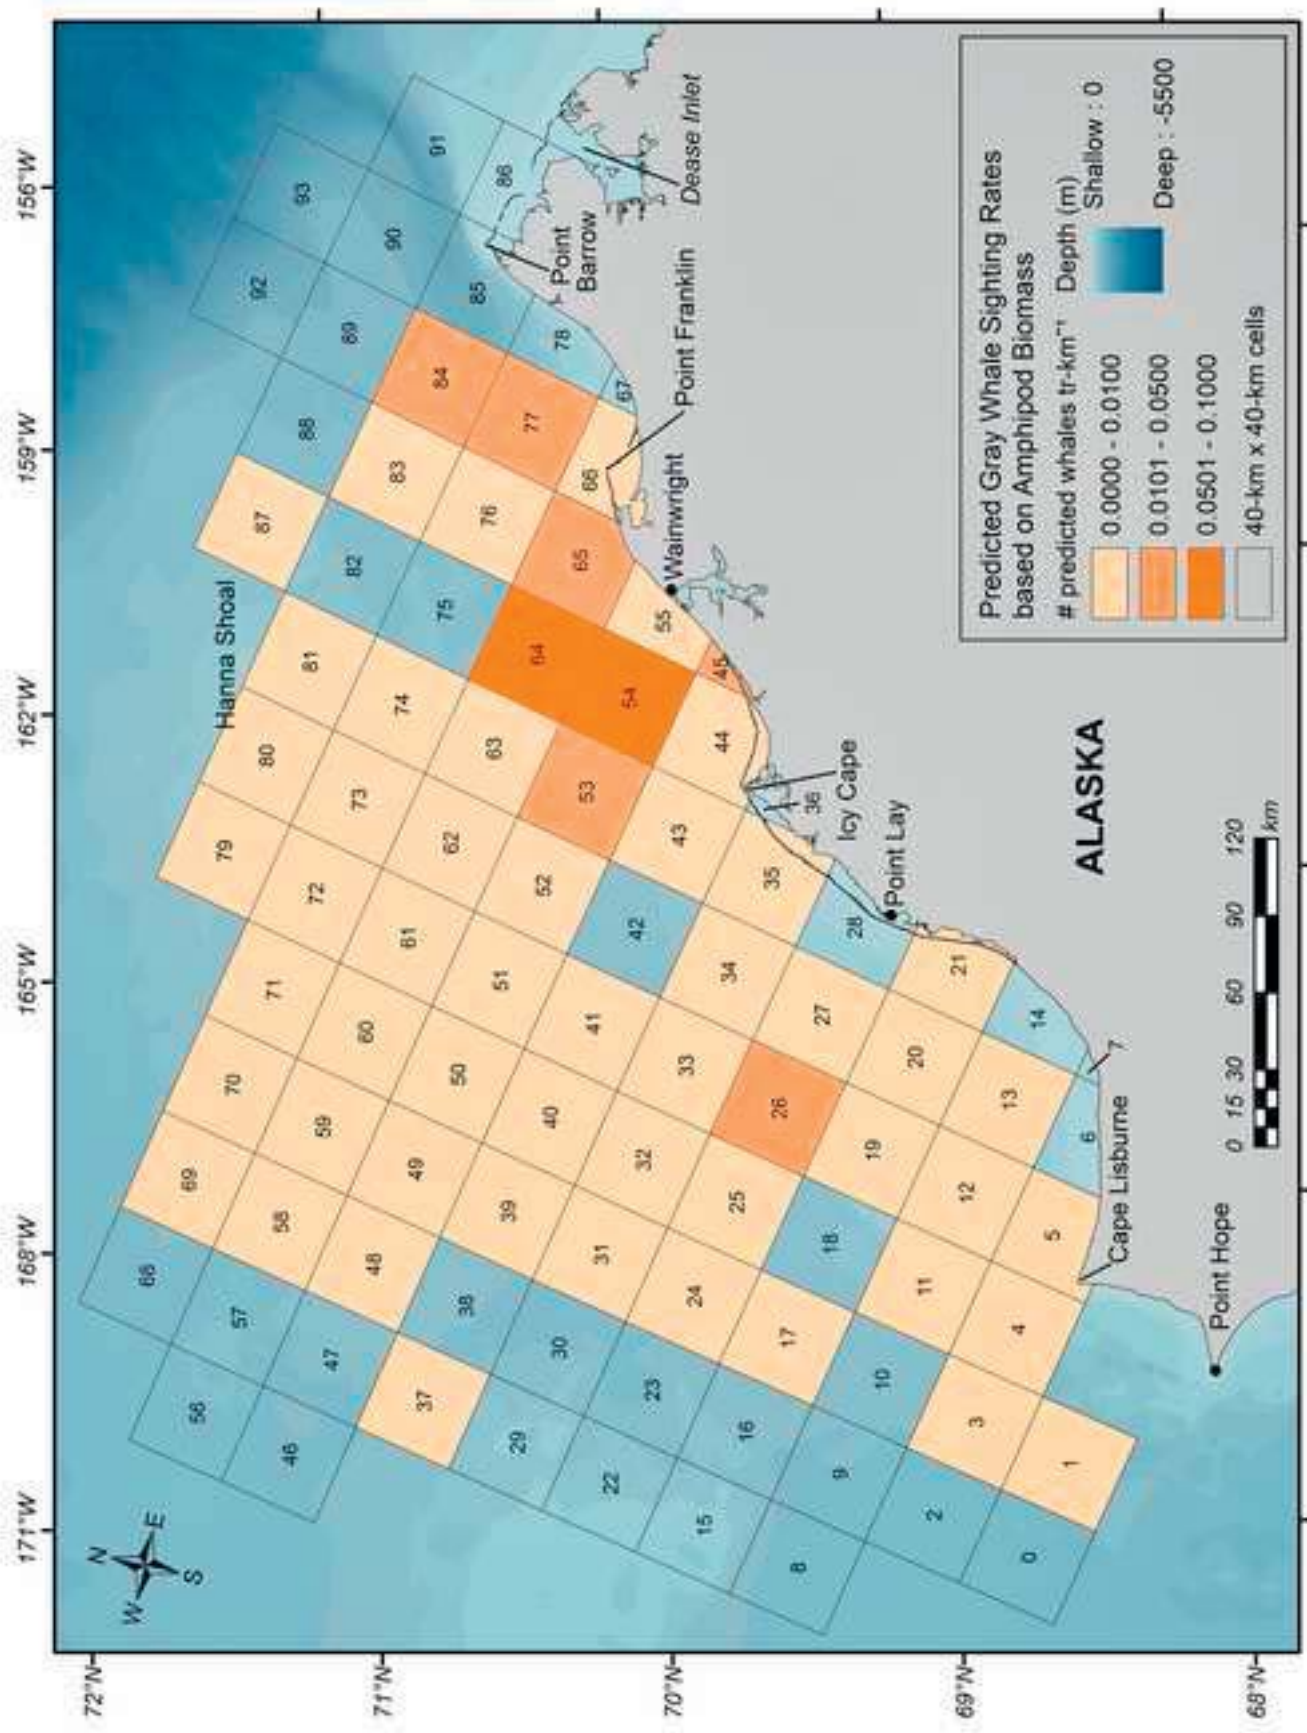 171°W 168°W 165°W 162°W 159°W 156°W
72°N
71°N
70°N
69°N
68°N
N
W E
S
Hanna Shoal
92 93
87 88 89 90 91
79 80 81 82 83 84 85 86
68 69 70 71 72 73 74 75 76 77 78
56 57 58 59 60 61 62 63 64 65 66 67
46 47 48 49 50 51 52 53 54 55
37 38 39 40 41 42 43 44 45
29 30 31 32 33 34 35 36
22 23 24 25 26 27 28
15 16 17 18 19 20 21
8 9 10 11 12 13 14
2 3 4 5 6 7
0 1
Point
Barrow
Dease Inlet
Point Franklin
Wainwright
Icy Cape
Point Lay
Cape Lisburne
Point Hope
ALASKA
0 15 30 60 90 120
km
Predicted Gray Whale Sighting Rates
based on Amphipod Biomass
# predicted whales tr-km⁻¹ Depth (m)
0.0000 - 0.0100 Shallow : 0
0.0101 - 0.0500
0.0501 - 0.1000 Deep : -5500
40-km x 40-km cells